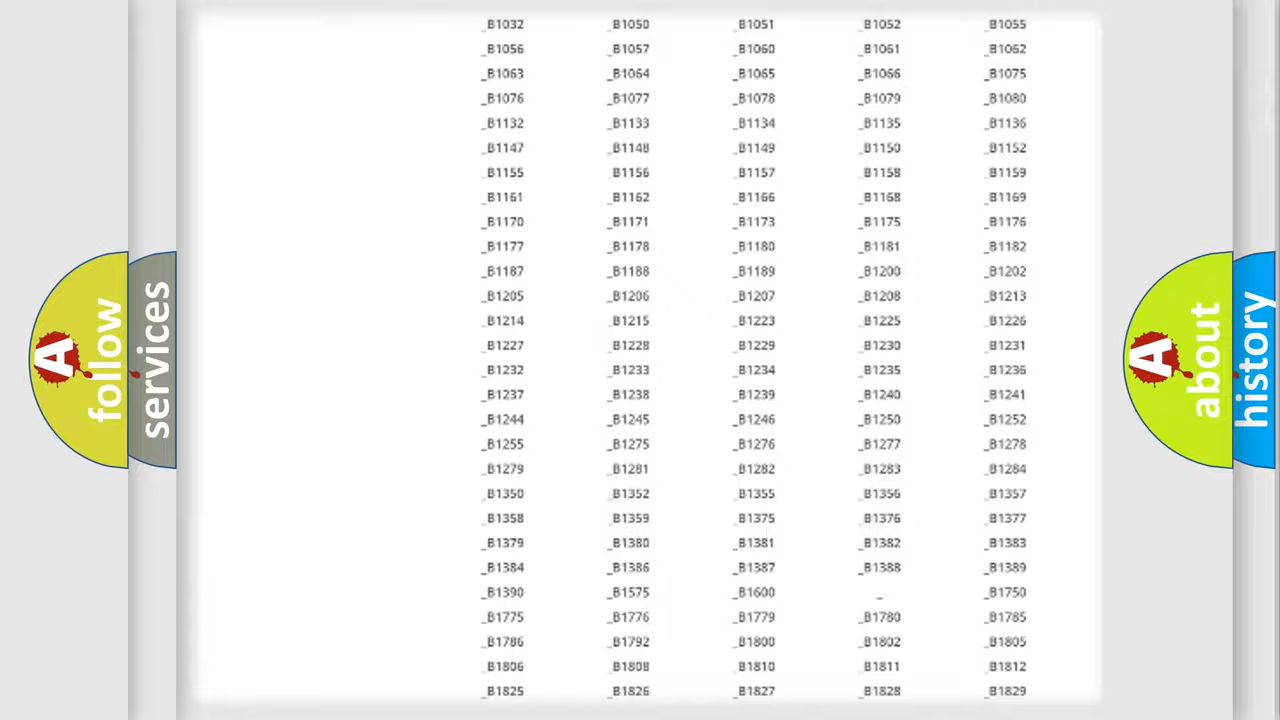 _B1032 _B1050 _B1051 _B1052 _B1055
_B1056 _B1057 _B1060 _B1061 _B1062
_B1063 _B1064 _B1065 _B1066 _B1075
_B1076 _B1077 _B1078 _B1079 _B1080
_B1132 _B1133 _B1134 _B1135 _B1136
_B1147 _B1148 _B1149 _B1150 _B1152
_B1155 _B1156 _B1157 _B1158 _B1159
_B1161 _B1162 _B1166 _B1168 _B1169
_B1170 _B1171 _B1173 _B1175 _B1176
_B1177 _B1178 _B1180 _B1181 _B1182
_B1187 _B1188 _B1189 _B1200 _B1202
_B1205 _B1206 _B1207 _B1208 _B1213
_B1214 _B1215 _B1223 _B1225 _B1226
_B1227 _B1228 _B1229 _B1230 _B1231
_B1232 _B1233 _B1234 _B1235 _B1236
_B1237 _B1238 _B1239 _B1240 _B1241
_B1244 _B1245 _B1246 _B1250 _B1252
_B1255 _B1275 _B1276 _B1277 _B1278
_B1279 _B1281 _B1282 _B1283 _B1284
_B1350 _B1352 _B1355 _B1356 _B1357
_B1358 _B1359 _B1375 _B1376 _B1377
_B1379 _B1380 _B1381 _B1382 _B1383
_B1384 _B1386 _B1387 _B1388 _B1389
_B1390 _B1575 _B1600 _ _B1750
_B1775 _B1776 _B1779 _B1780 _B1785
_B1786 _B1792 _B1800 _B1802 _B1805
_B1806 _B1808 _B1810 _B1811 _B1812
_B1825 _B1826 _B1827 _B1828 _B1829
A follow
services
A about
history